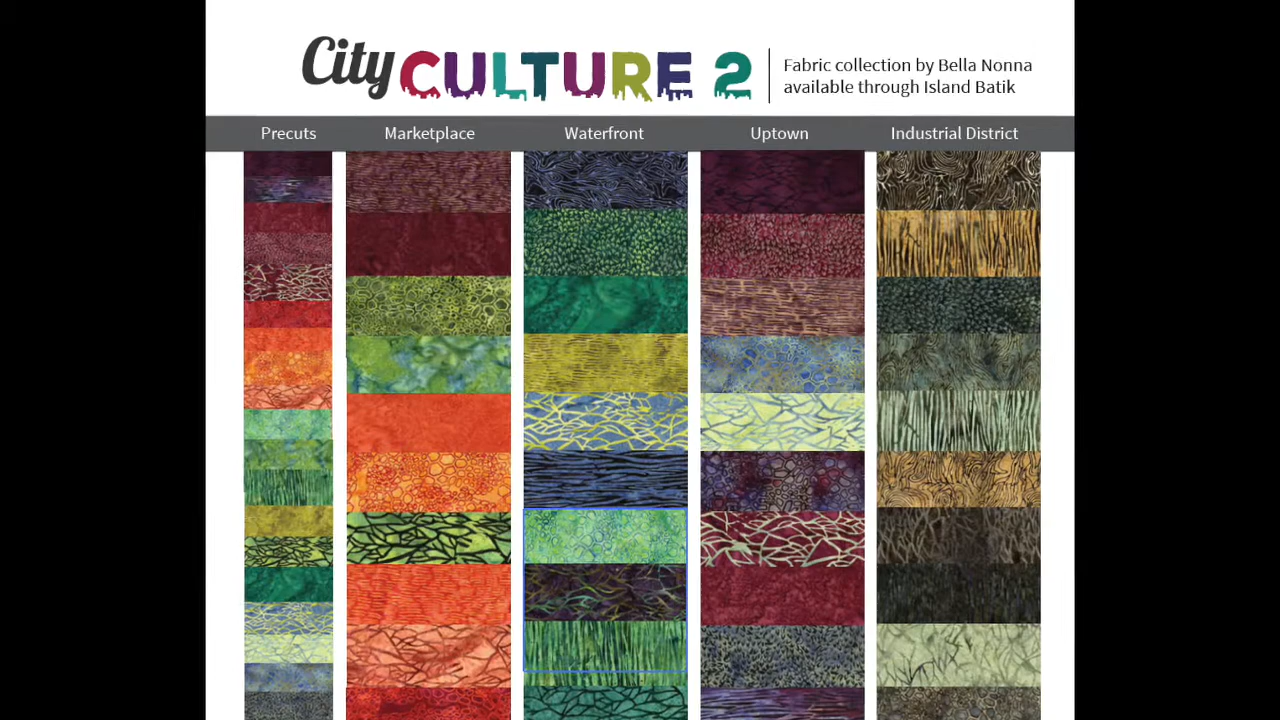 City CULTURE 2
Fabric collection by Bella Nonna
available through Island Batik
Precuts Marketplace Waterfront Uptown Industrial District